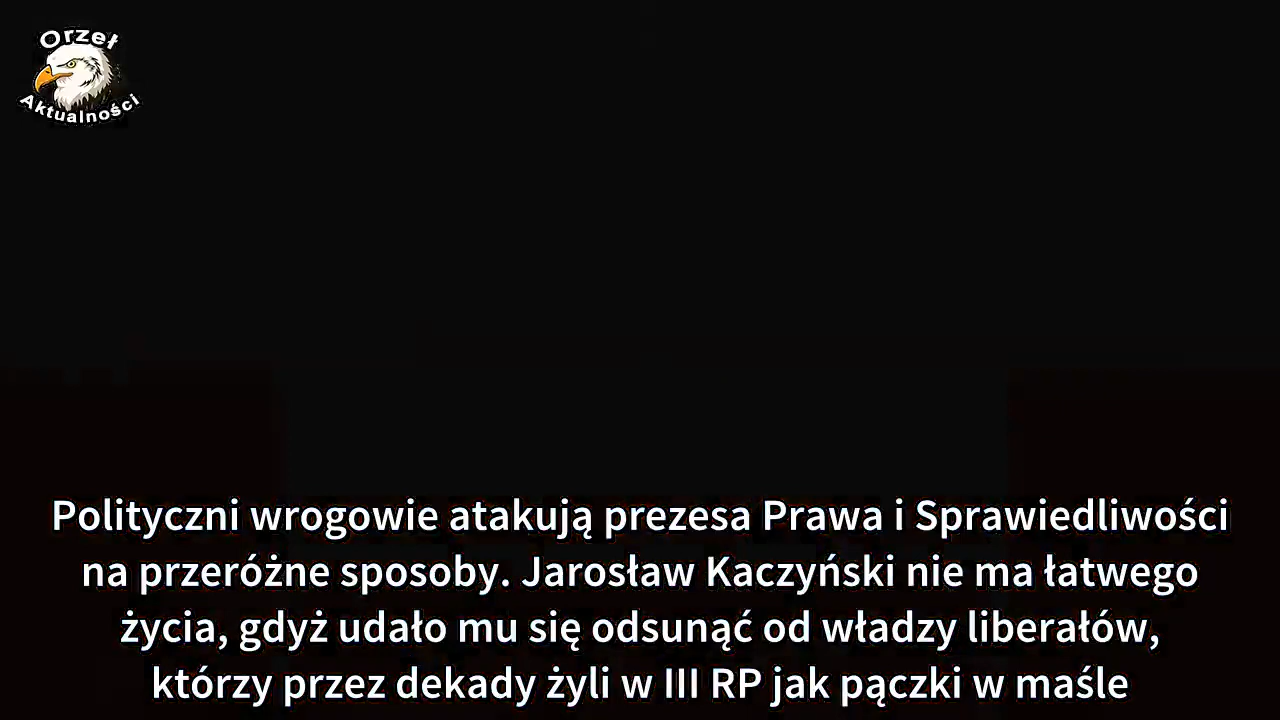 Orzeł
Aktualności
Polityczni wrogowie atakują prezesa Prawa i Sprawiedliwości
na przeróżne sposoby. Jarosław Kaczyński nie ma łatwego
życia, gdyż udało mu się odsunąć od władzy liberałów,
którzy przez dekady żyli w III RP jak pączki w maśle